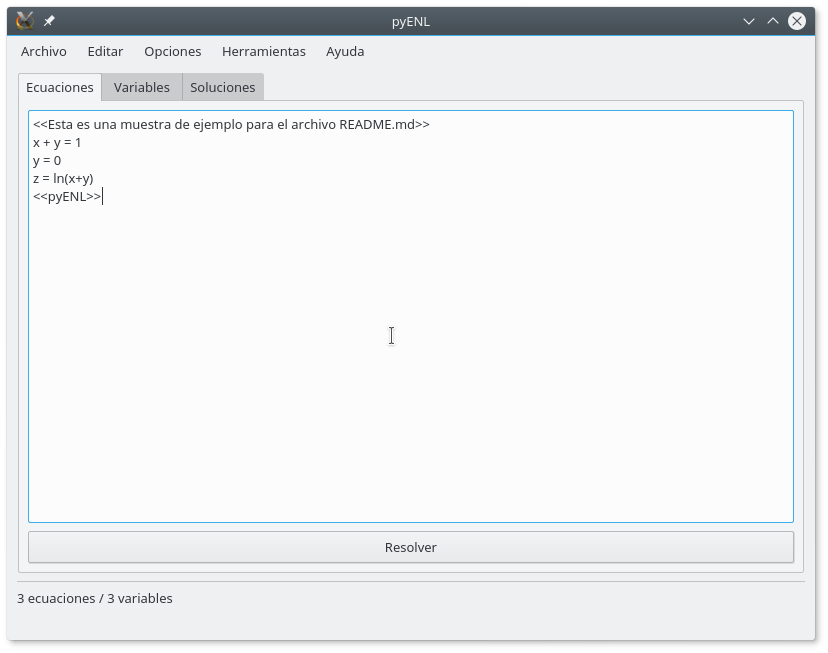 pyENL
Archivo Editar Opciones Herramientas Ayuda
Ecuaciones Variables Soluciones
<<Esta es una muestra de ejemplo para el archivo README.md>>
x + y = 1
y = 0
z = ln(x+y)
<<pyENL>>
Resolver
3 ecuaciones / 3 variables